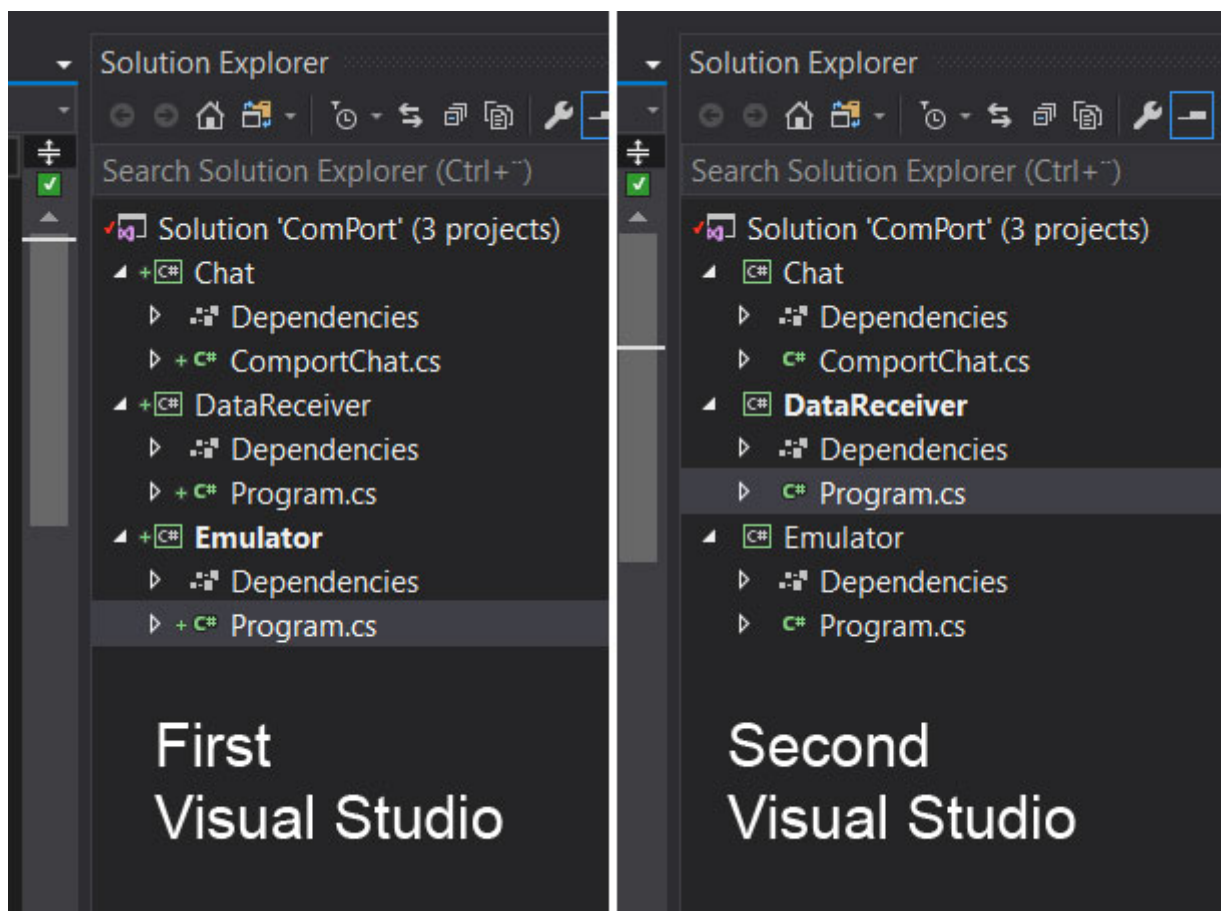 Solution Explorer
Search Solution Explorer (Ctrl+¨)
Solution 'ComPort' (3 projects)
C# Chat
Dependencies
C# ComportChat.cs
C# DataReceiver
Dependencies
C# Program.cs
C# Emulator
Dependencies
C# Program.cs
First
Visual Studio
Solution Explorer
Search Solution Explorer (Ctrl+¨)
Solution 'ComPort' (3 projects)
C# Chat
Dependencies
C# ComportChat.cs
C# DataReceiver
Dependencies
C# Program.cs
C# Emulator
Dependencies
C# Program.cs
Second
Visual Studio